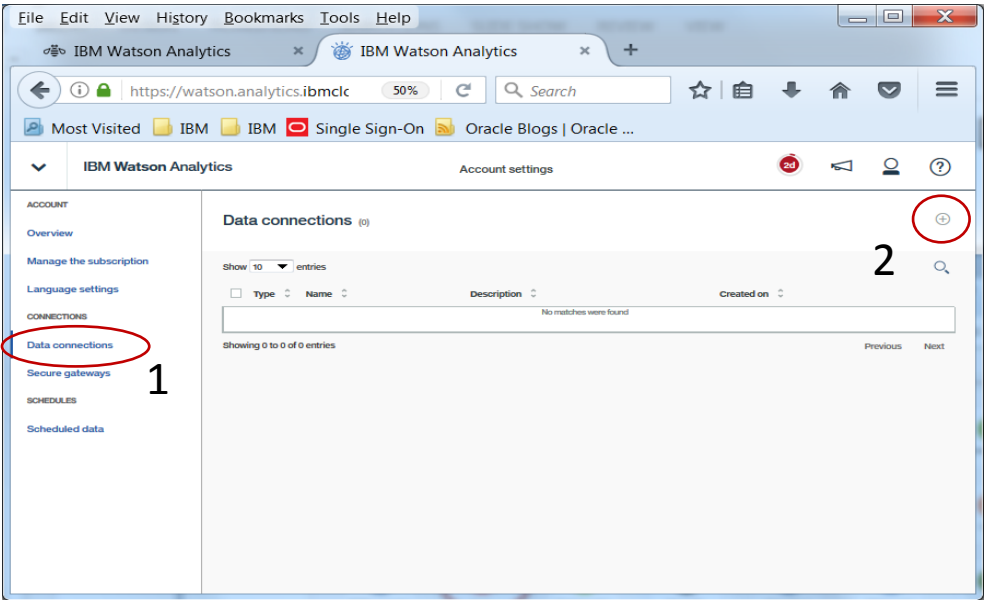 File Edit View History Bookmarks Tools Help
IBM Watson Analytics × IBM Watson Analytics × +
https://watson.analytics.ibmclc 50% Search
Most Visited IBM IBM Single Sign-On Oracle Blogs | Oracle ...
IBM Watson Analytics Account settings 2d
ACCOUNT
Overview
Manage the subscription
Language settings
CONNECTIONS
Data connections
1
Secure gateways
SCHEDULES
Scheduled data
Data connections (0)
2
Show 10 entries
Type Name Description Created on
No matches were found
Showing 0 to 0 of 0 entries Previous Next